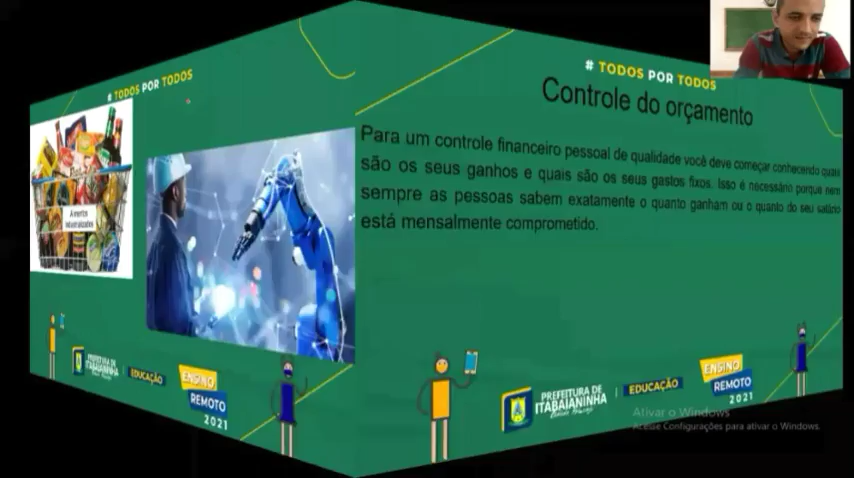 # TODOS POR TODOS
Alimentos
Industrializados
PREFEITURA DE
ITABAIANINHA
EDUCAÇÃO
ENSINO
REMOTO
2021
# TODOS POR TODOS
Controle do orçamento
Para um controle financeiro pessoal de qualidade você deve começar conhecendo quais
são os seus ganhos e quais são os seus gastos fixos. Isso é necessário porque nem
sempre as pessoas sabem exatamente o quanto ganham ou o quanto do seu salário
está mensalmente comprometido.
PREFEITURA DE
ITABAIANINHA
EDUCAÇÃO
ENSINO
REMOTO
2021
Ativar o Windows
Acesse Configurações para ativar o Windows.